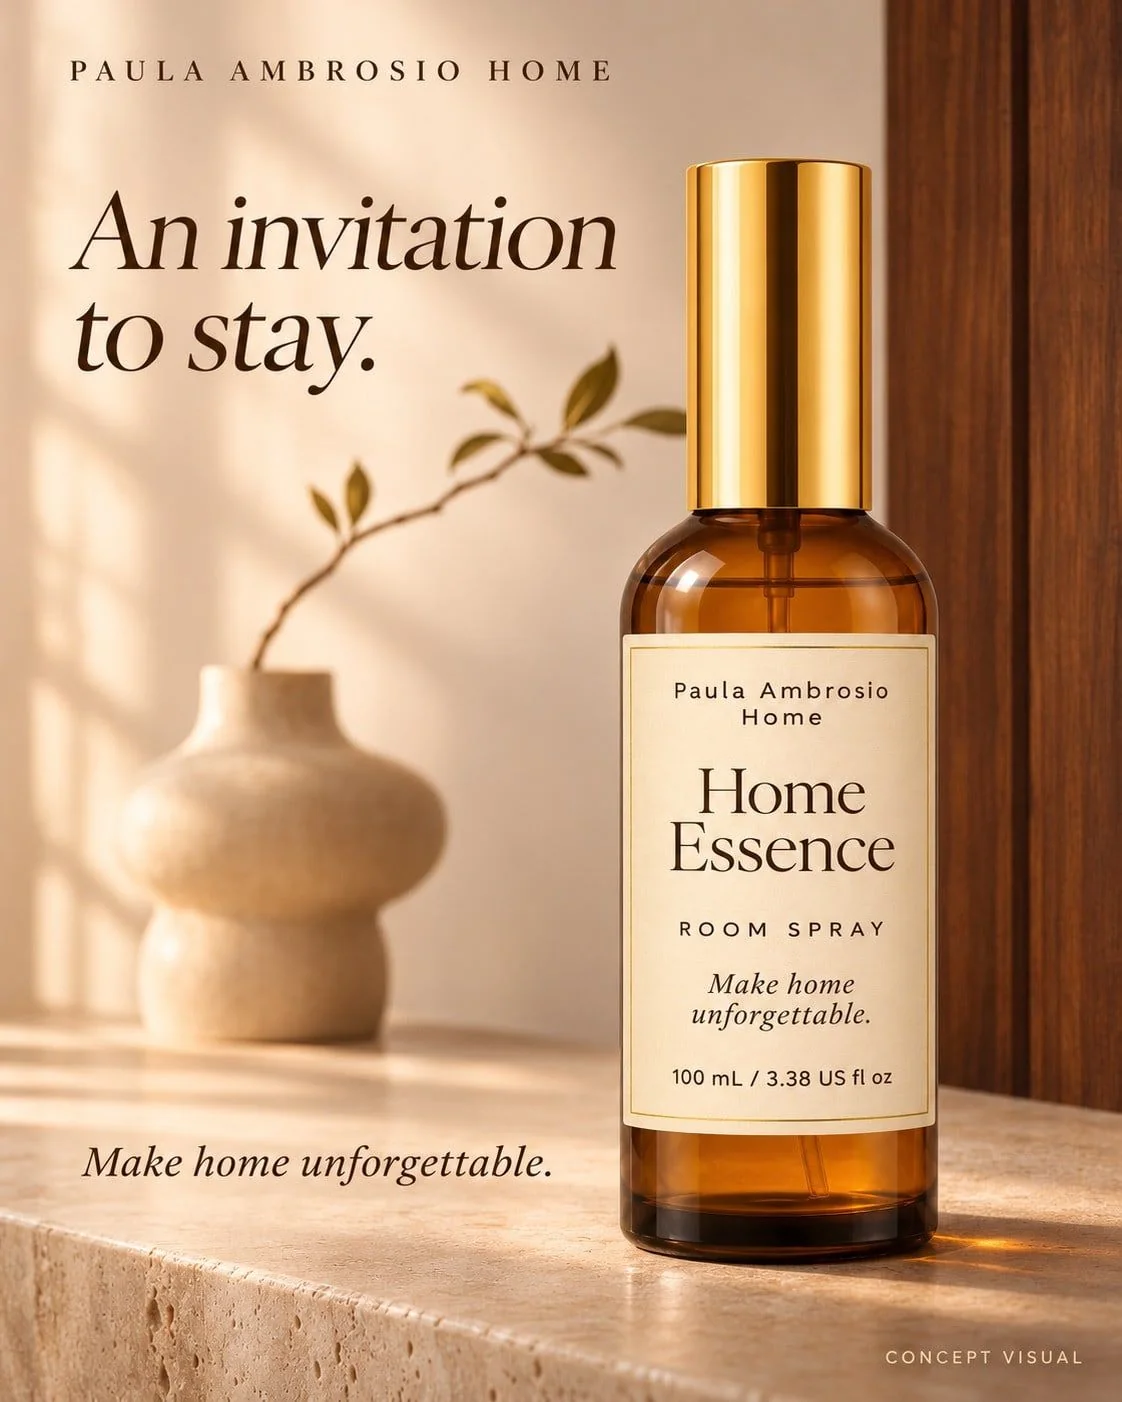 PAULA AMBROSIO HOME
An invitation
to stay.
Paula Ambrosio
Home
Home
Essence
ROOM SPRAY
Make home
unforgettable.
100 mL / 3.38 US fl oz
Make home unforgettable.
CONCEPT VISUAL